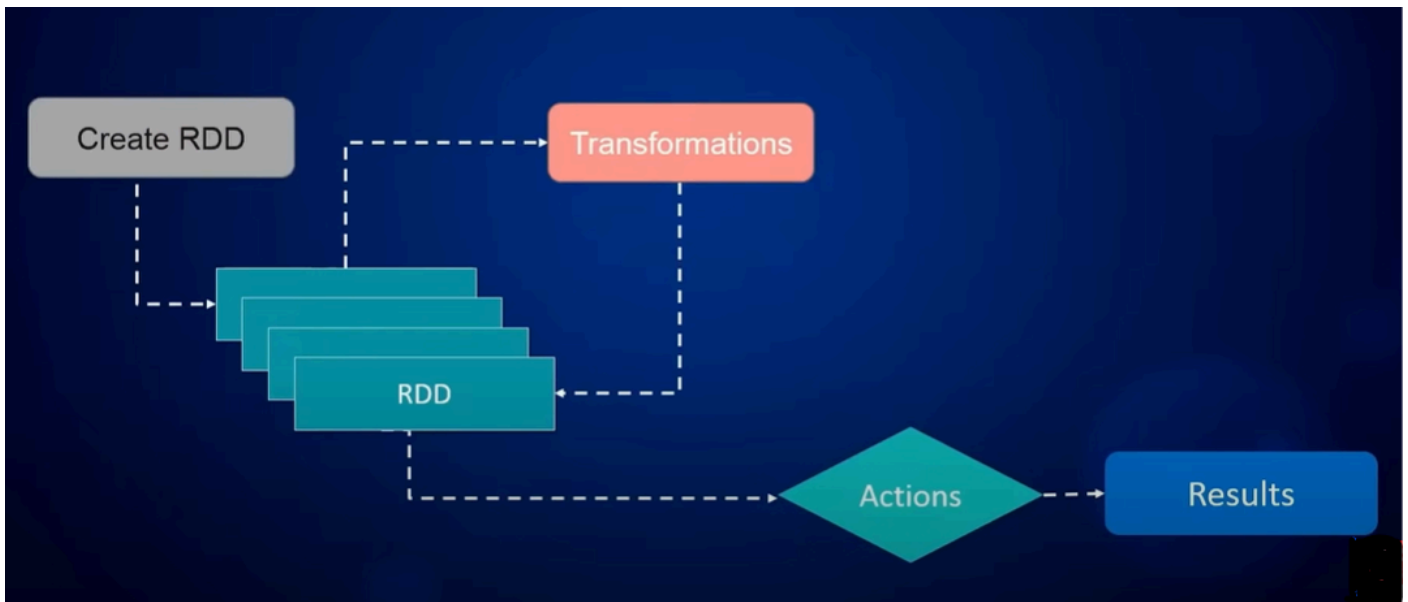 Create RDD
Transformations
RDD
Actions
Results